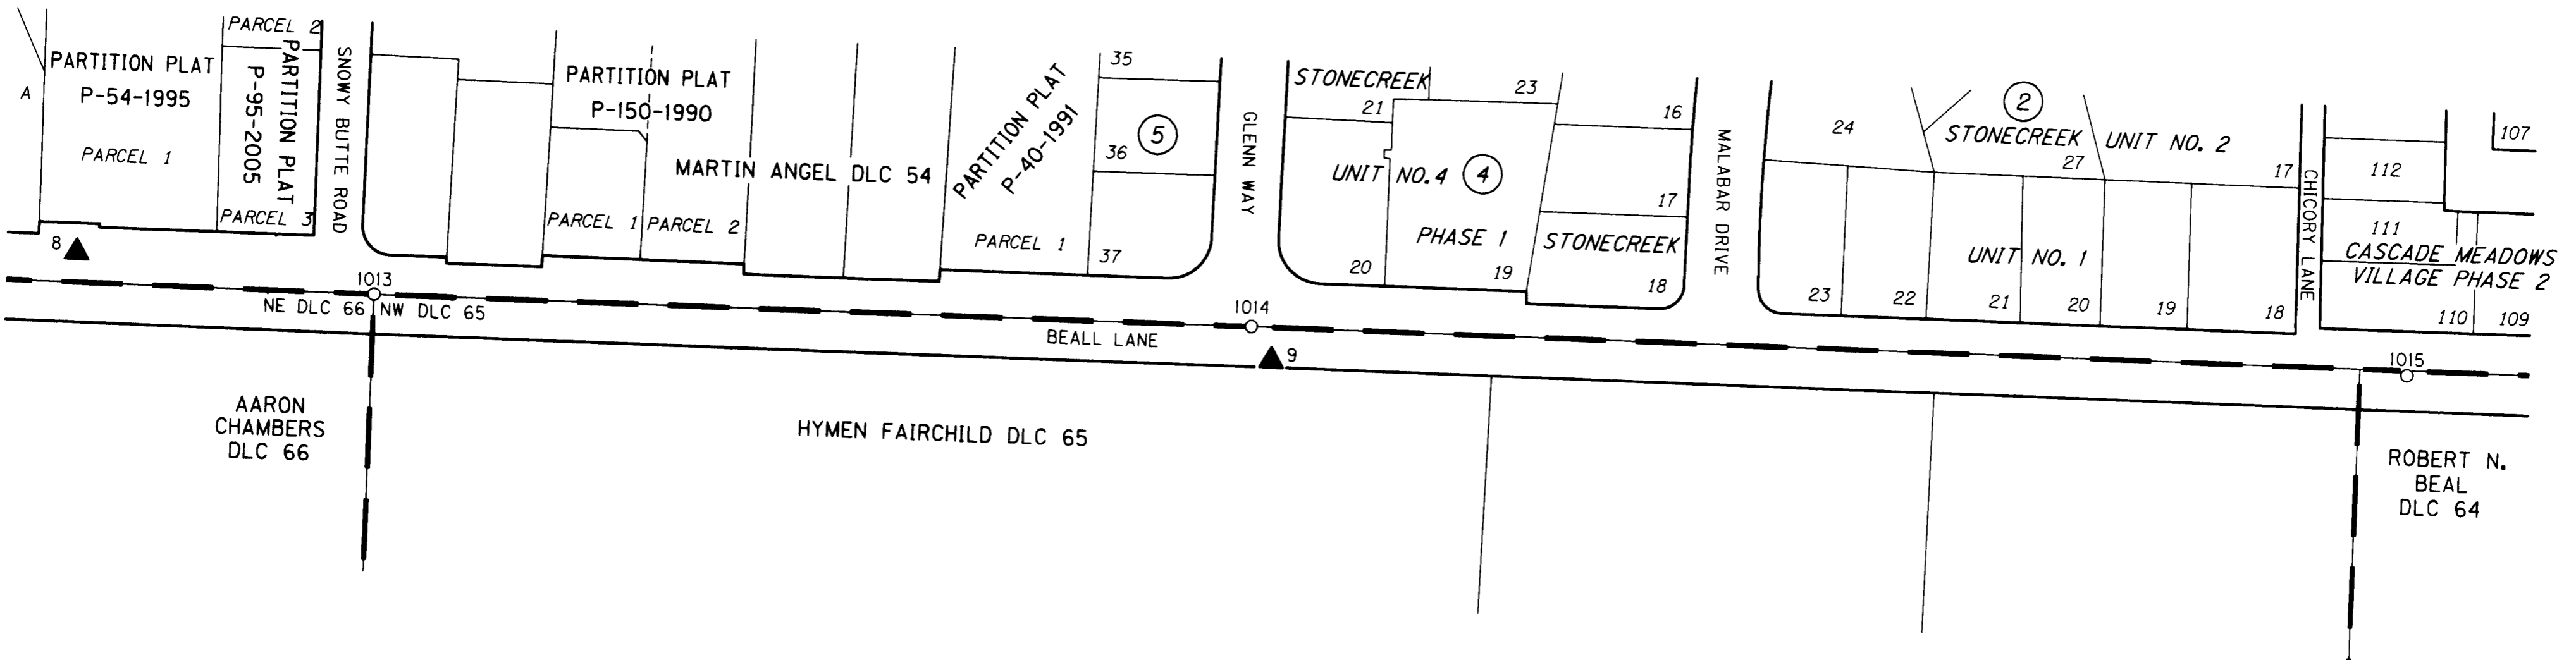 PARCEL 2
PARTITION PLAT
P-54-1995
A
PARCEL 1
PARTITION PLAT
P-95-2005
PARCEL 3
SNOWY BUTTE ROAD
PARTITION PLAT
P-150-1990
PARCEL 1
PARCEL 2
MARTIN ANGEL DLC 54
PARTITION PLAT
P-40-1991
PARCEL 1
35
36
5
37
GLENN WAY
STONECREEK
21
23
UNIT NO.4
4
PHASE 1
20
19
16
17
STONECREEK
18
MALABAR DRIVE
24
2
STONECREEK UNIT NO. 2
27
17
UNIT NO. 1
23
22
21
20
19
18
CHICORY LANE
107
112
111
CASCADE MEADOWS
VILLAGE PHASE 2
110
109
8
1013
NE DLC 66
NW DLC 65
1014
BEALL LANE
9
1015
AARON
CHAMBERS
DLC 66
HYMEN FAIRCHILD DLC 65
ROBERT N.
BEAL
DLC 64